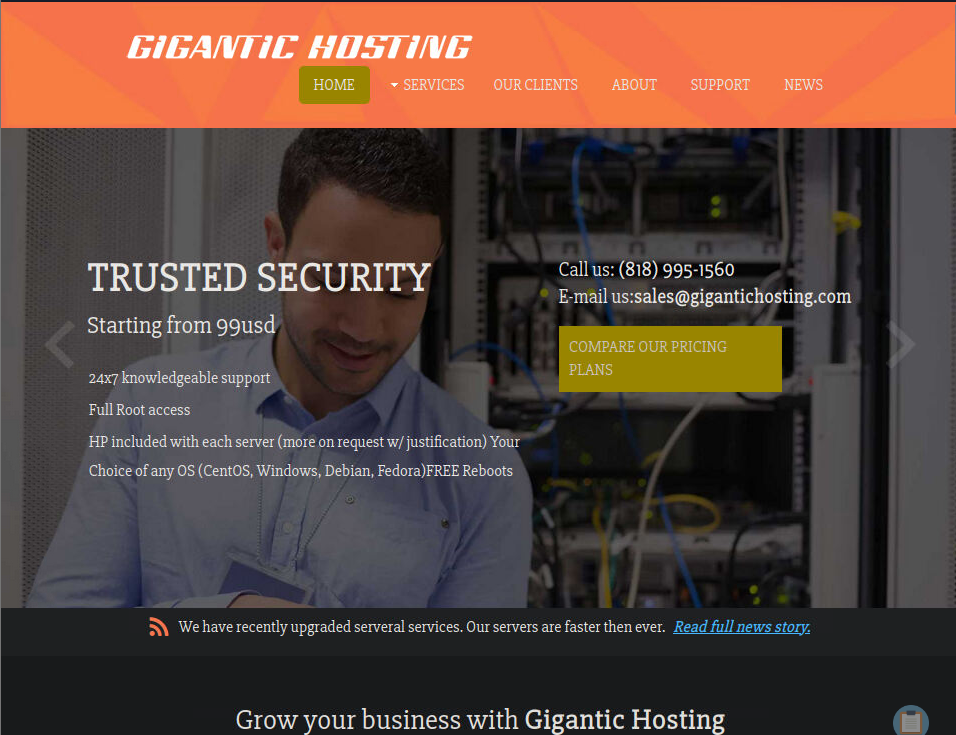 GIGANTIC HOSTING
HOME
SERVICES
OUR CLIENTS
ABOUT
SUPPORT
NEWS
TRUSTED SECURITY
Starting from 99usd
24x7 knowledgeable support
Full Root access
HP included with each server (more on request w/ justification) Your
Choice of any OS (CentOS, Windows, Debian, Fedora)FREE Reboots
Call us: (818) 995-1560
E-mail us:sales@gigantichosting.com
COMPARE OUR PRICING
PLANS
We have recently upgraded serveral services. Our servers are faster then ever. Read full news story.
Grow your business with Gigantic Hosting